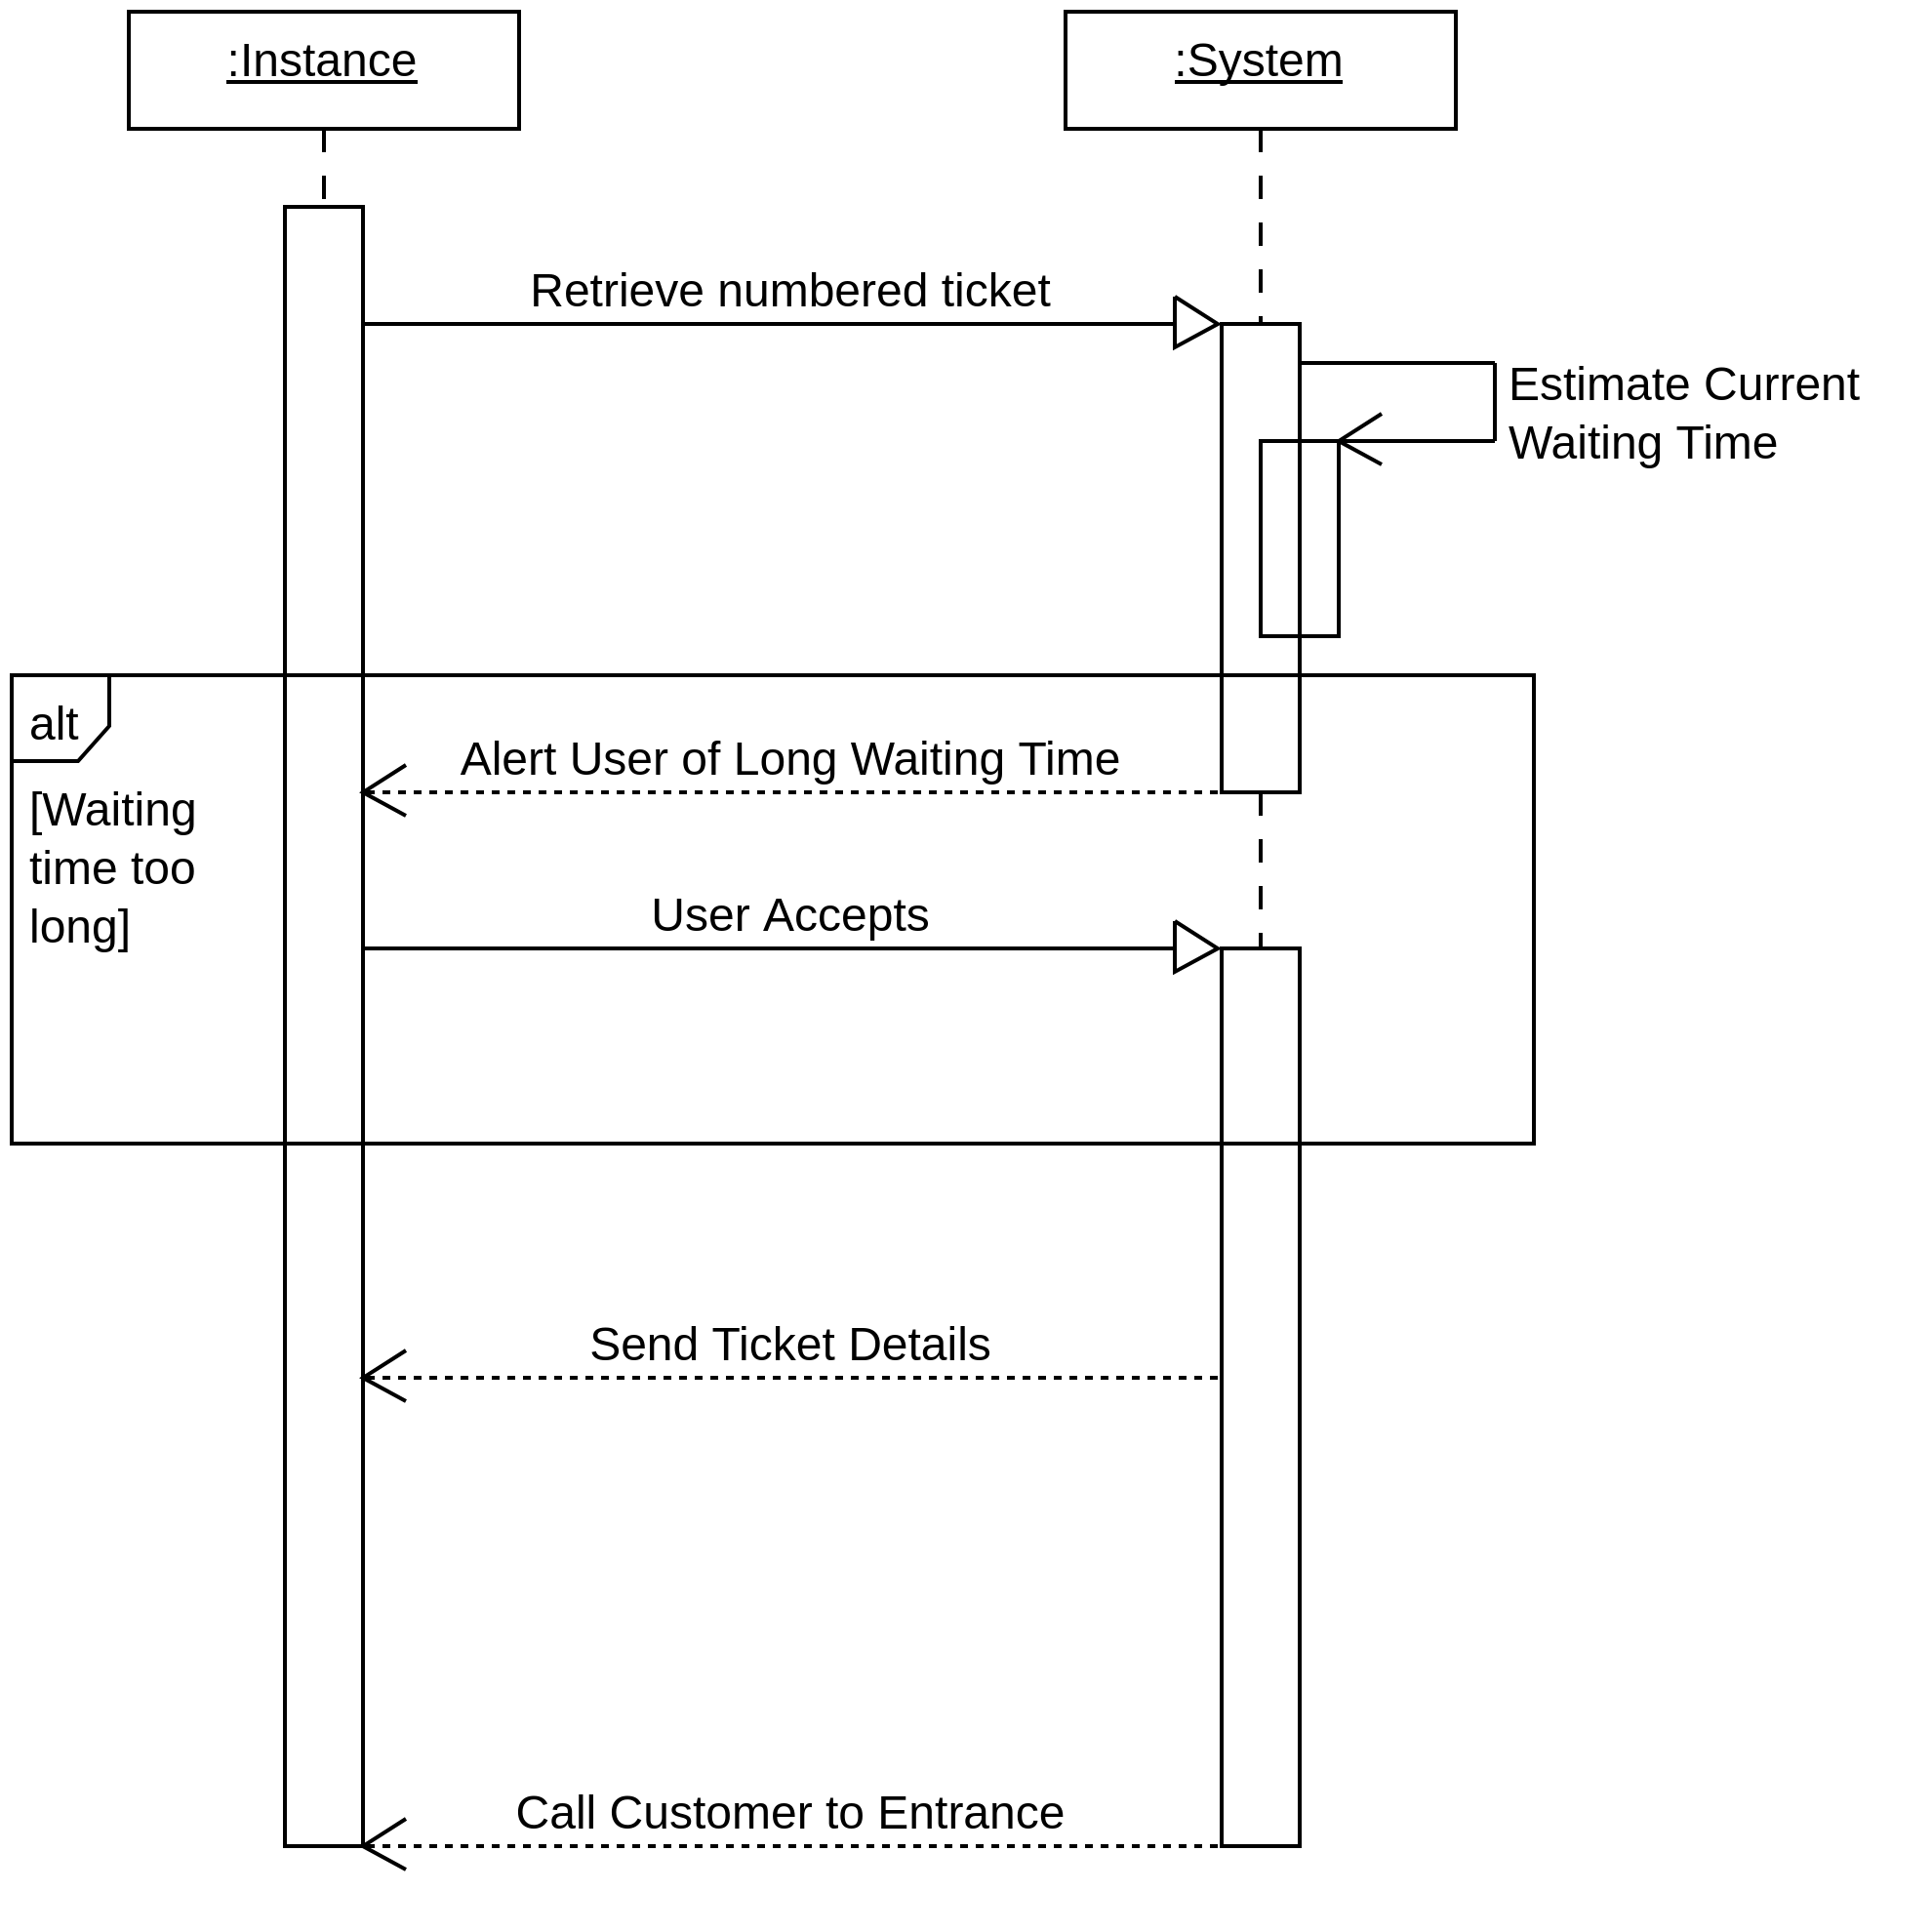 :Instance
:System
Retrieve numbered ticket
Estimate Current
Waiting Time
alt
Alert User of Long Waiting Time
[Waiting
time too
long]
User Accepts
Send Ticket Details
Call Customer to Entrance